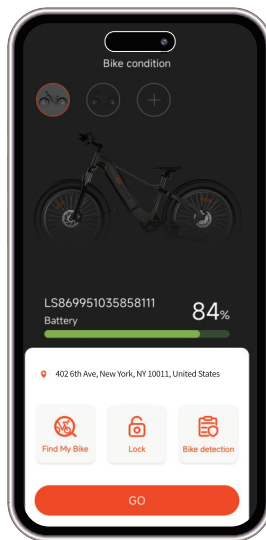 Bike condition
LS869951035858111
84%
Battery
402 6th Ave, New York, NY 10011, United States
Find My Bike
Lock
Bike detection
GO